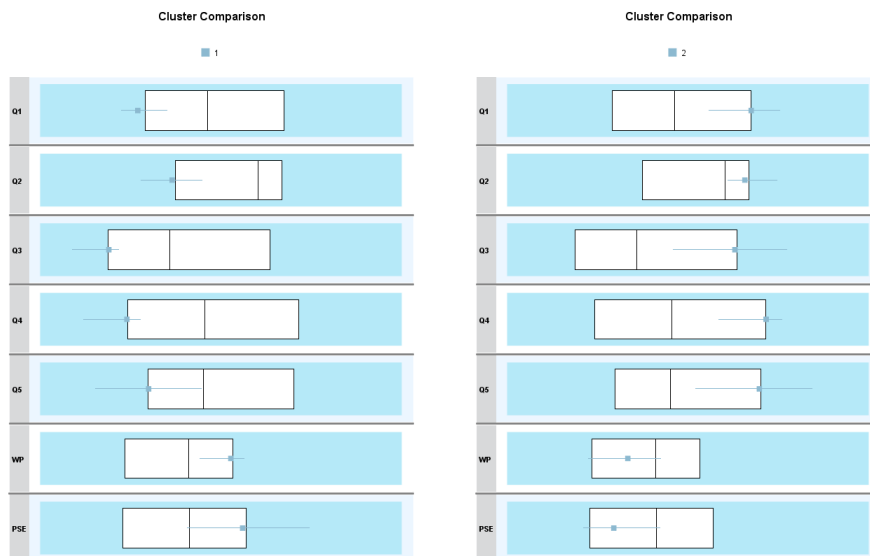 Cluster Comparison
1
Q1
Q2
Q3
Q4
Q5
WP
PSE
Cluster Comparison
2
Q1
Q2
Q3
Q4
Q5
WP
PSE